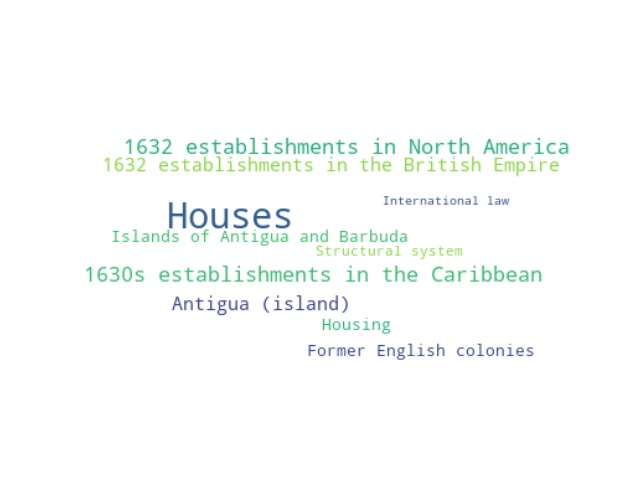 1632 establishments in North America
1632 establishments in the British Empire
International law
Houses
Islands of Antigua and Barbuda
Structural system
1630s establishments in the Caribbean
Antigua (island)
Housing
Former English colonies